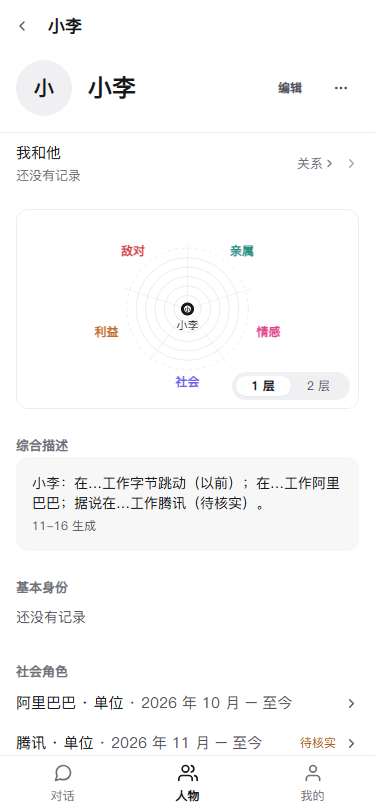 小李
小
小李
编辑
我和他
还没有记录
关系
敌对
亲属
小李
利益
情感
社会
1 层
2 层
综合描述
小李：在…工作字节跳动（以前）；在…工作阿里
巴巴；据说在…工作腾讯（待核实）。
11-16 生成
基本身份
还没有记录
社会角色
阿里巴巴 · 单位 · 2026 年 10 月 — 至今
腾讯 · 单位 · 2026 年 11 月 — 至今
待核实
对话
人物
我的